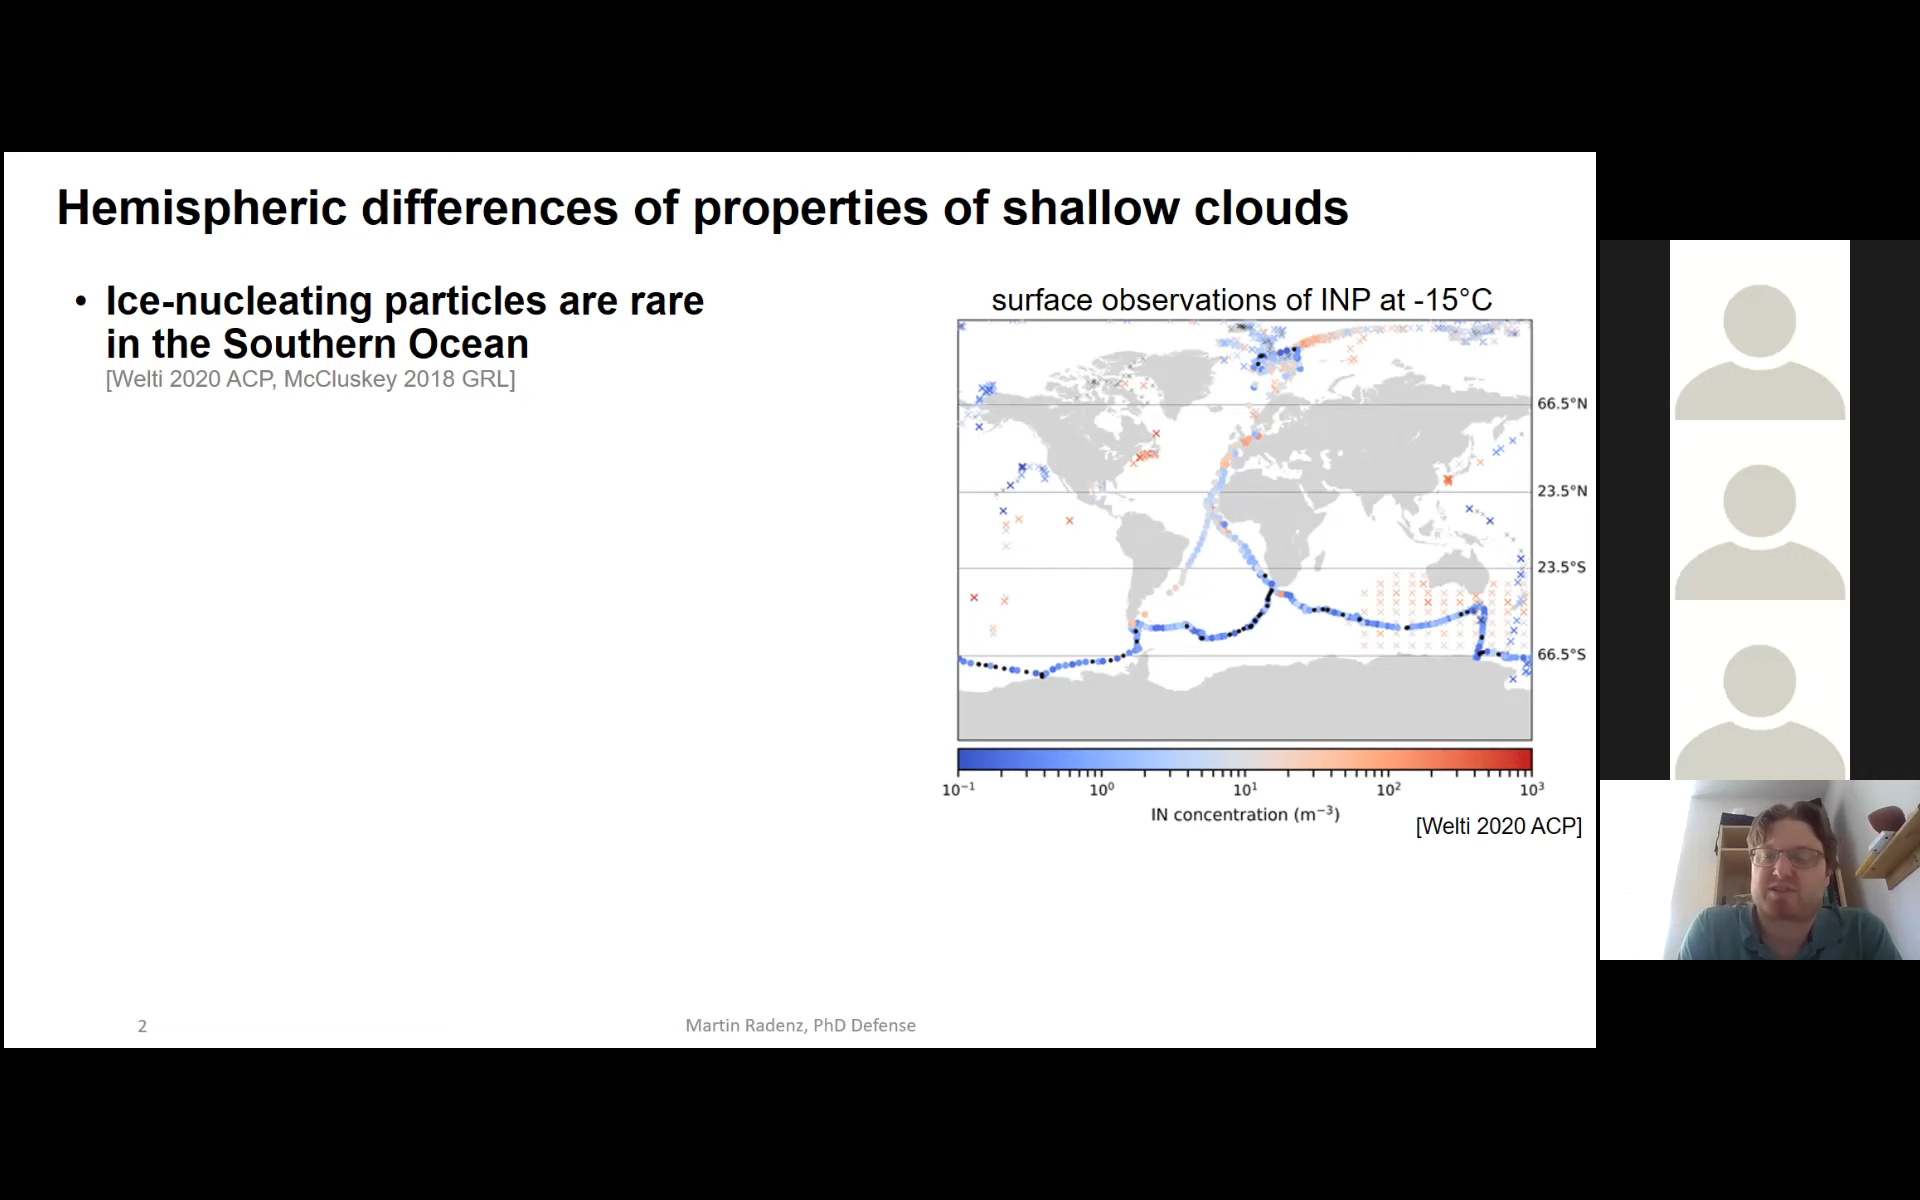 Hemispheric differences of properties of shallow clouds
• Ice-nucleating particles are rare
in the Southern Ocean
[Welti 2020 ACP, McCluskey 2018 GRL]
surface observations of INP at -15°C
66.5°N
23.5°N
23.5°S
66.5°S
10⁻¹ 10⁰ 10¹ 10² 10³
IN concentration (m⁻³)
[Welti 2020 ACP]
2
Martin Radenz, PhD Defense